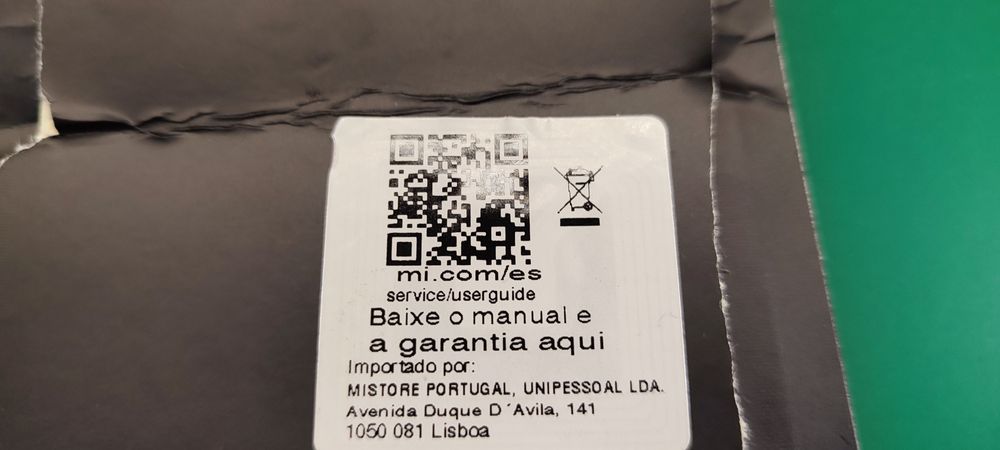 mi.com/es
service/userguide
Baixe o manual e
a garantia aqui
Importado por:
MISTORE PORTUGAL, UNIPESSOAL LDA.
Avenida Duque D´Avila, 141
1050 081 Lisboa